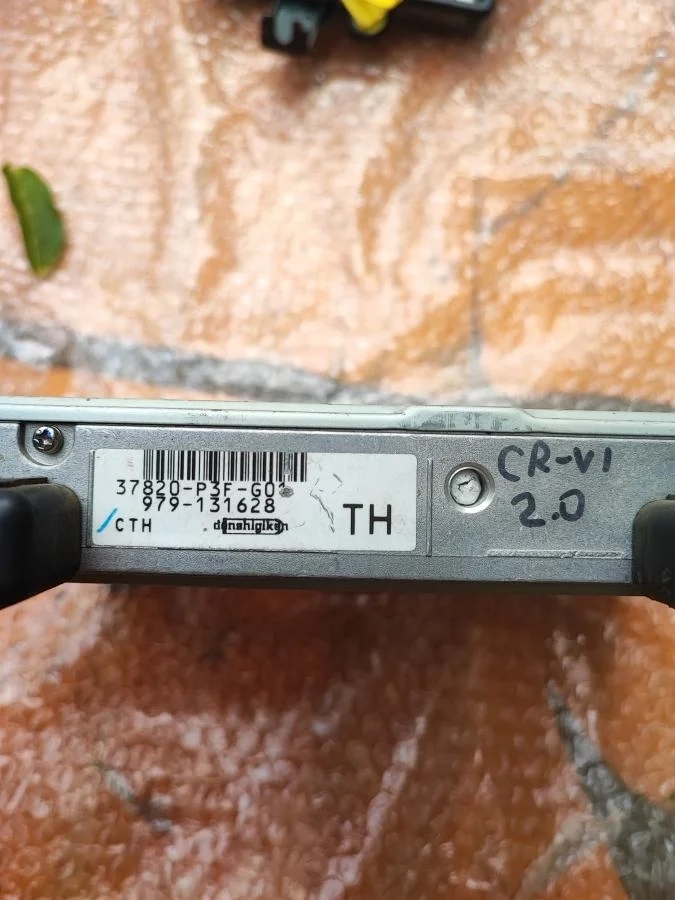 37820-P3F-G01
979-131628
CTH denshigiken
TH
CR-V1
2.0